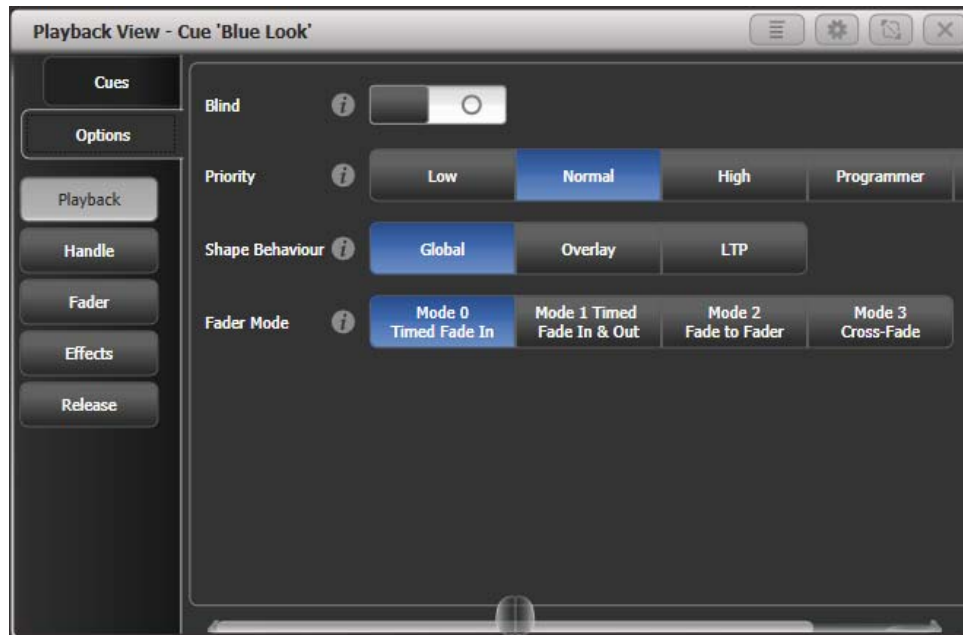 Playback View - Cue 'Blue Look'
Cues
Options
Playback
Handle
Fader
Effects
Release
Blind
Priority
Low
Normal
High
Programmer
Shape Behaviour
Global
Overlay
LTP
Fader Mode
Mode 0
Timed Fade In
Mode 1 Timed
Fade In & Out
Mode 2
Fade to Fader
Mode 3
Cross-Fade